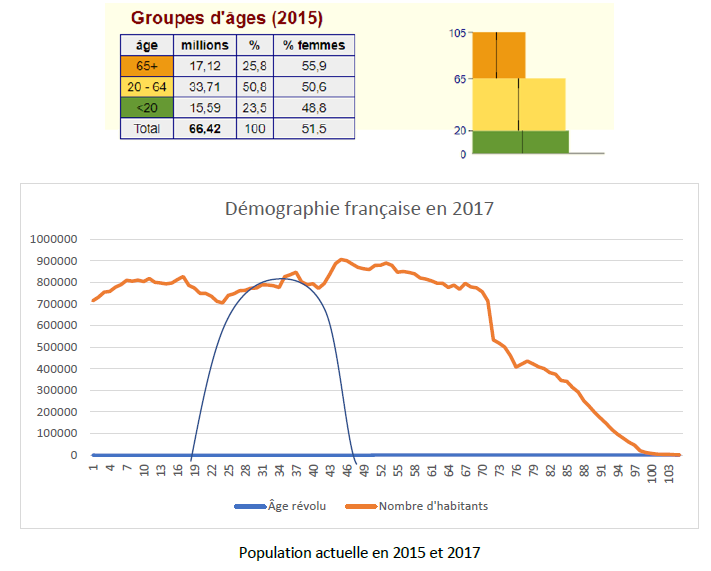 Groupes d'âges (2015)
âge millions % % femmes
65+ 17,12 25,8 55,9
20 - 64 33,71 50,8 50,6
<20 15,59 23,5 48,8
Total 66,42 100 51,5
105
65
20
0
Démographie française en 2017
1000000
900000
800000
700000
600000
500000
400000
300000
200000
100000
0
1 4 7 10 13 16 19 22 25 28 31 34 37 40 43 46 49 52 55 58 61 64 67 70 73 76 79 82 85 88 91 94 97 100 103
Âge révolu Nombre d'habitants
Population actuelle en 2015 et 2017